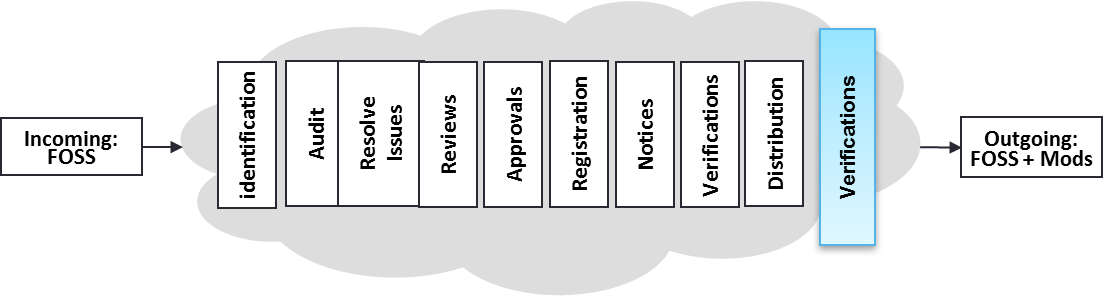 Incoming:
FOSS
identification
Audit
Resolve
Issues
Reviews
Approvals
Registration
Notices
Verifications
Distribution
Verifications
Outgoing:
FOSS + Mods